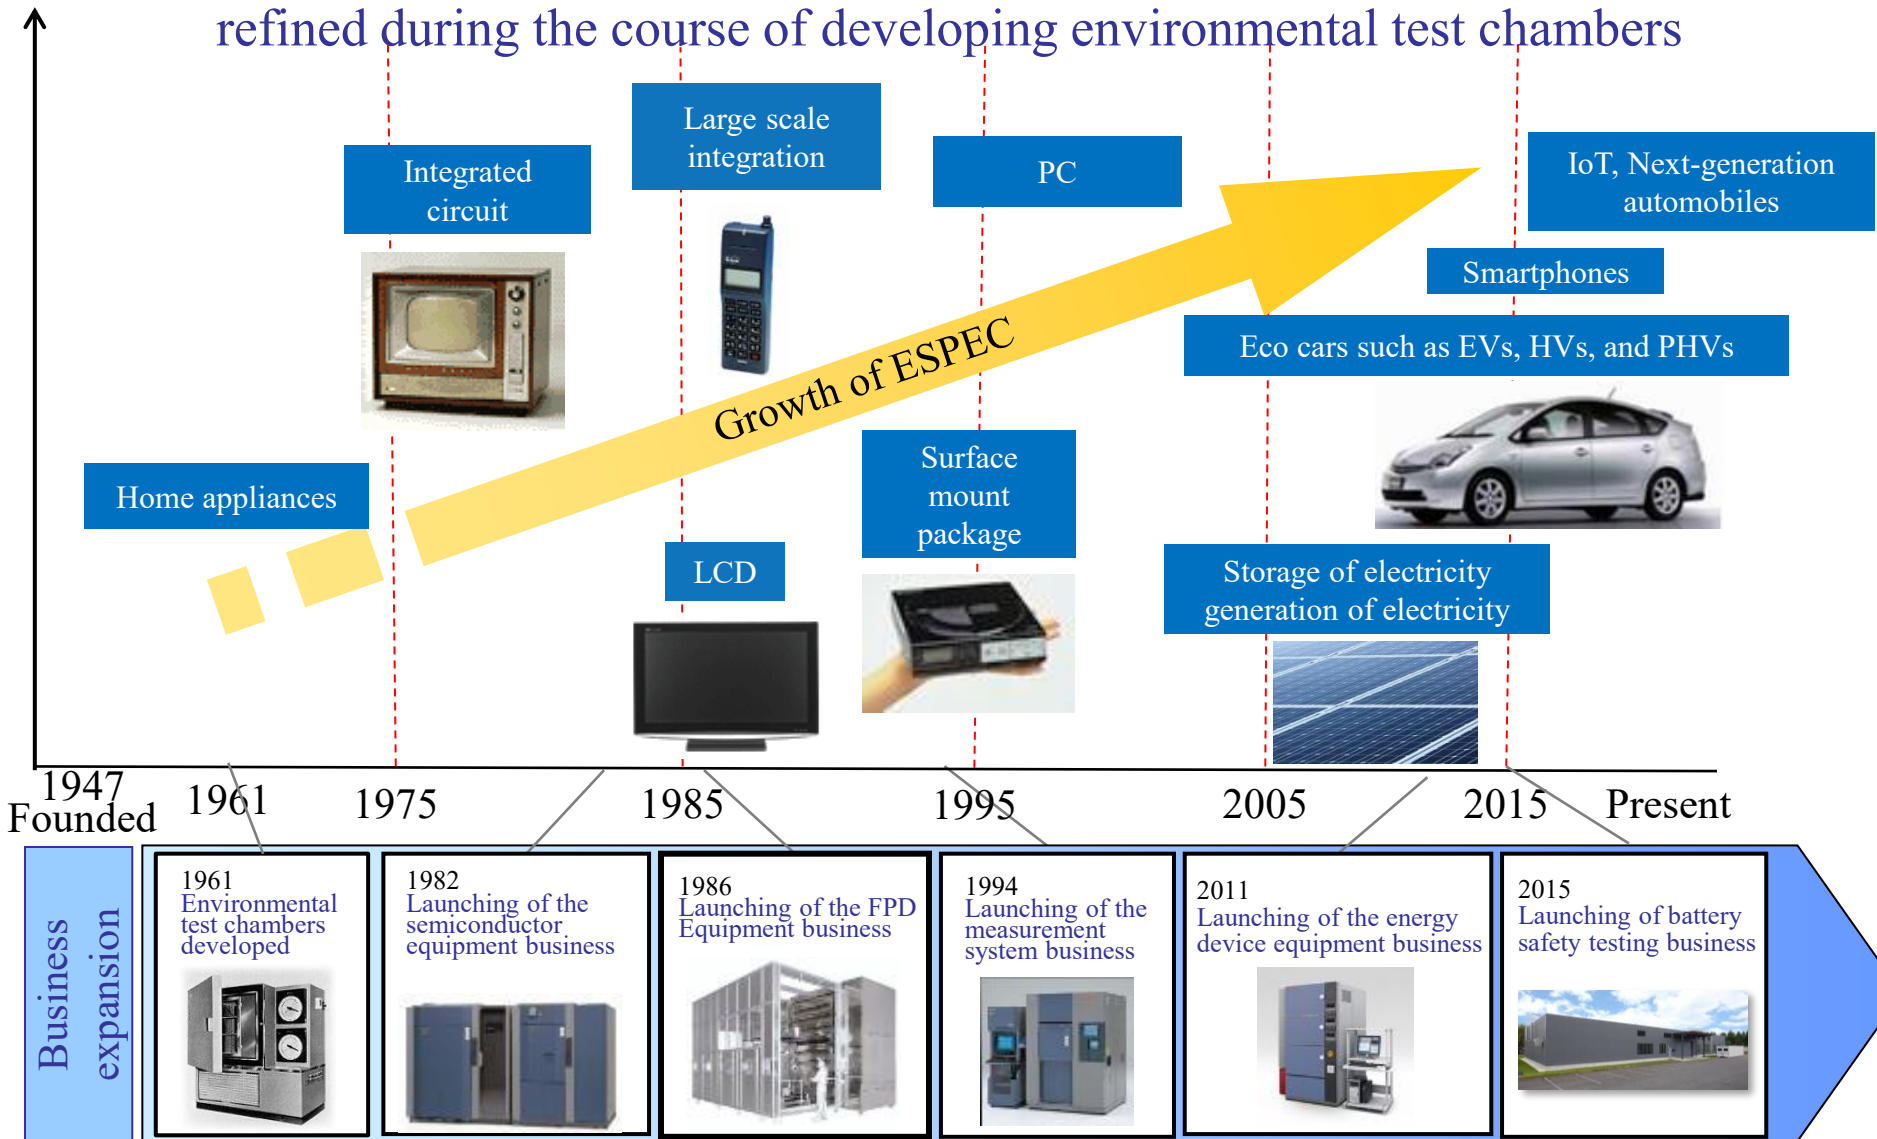 refined during the course of developing environmental test chambers
Large scale
integration
Integrated
circuit
PC
IoT, Next-generation
automobiles
Smartphones
Eco cars such as EVs, HVs, and PHVs
Growth of ESPEC
Home appliances
Surface
mount
package
LCD
Storage of electricity
generation of electricity
1947
Founded
1961
1975
1985
1995
2005
2015
Present
Business
expansion
1961
Environmental
test chambers
developed
1982
Launching of the
semiconductor
equipment business
1986
Launching of the FPD
Equipment business
1994
Launching of the
measurement
system business
2011
Launching of the energy
device equipment business
2015
Launching of battery
safety testing business